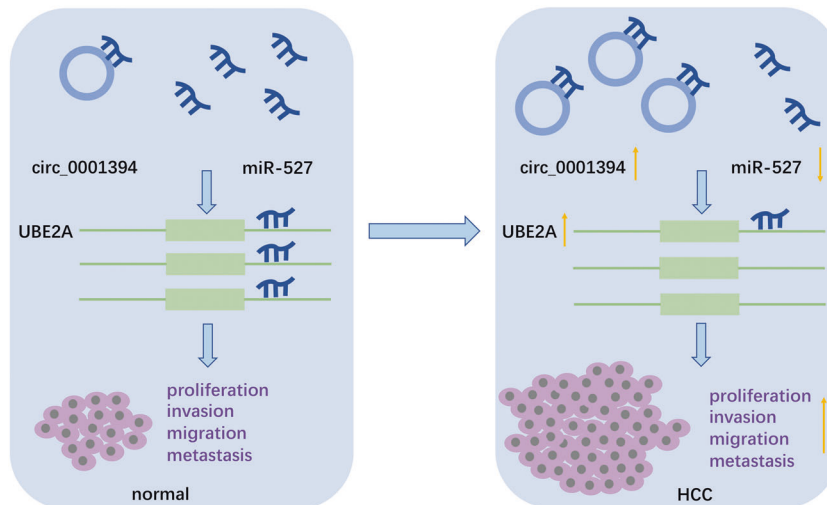 circ_0001394
miR-527
UBE2A
proliferation
invasion
migration
metastasis
normal
circ_0001394
miR-527
UBE2A
proliferation
invasion
migration
metastasis
HCC